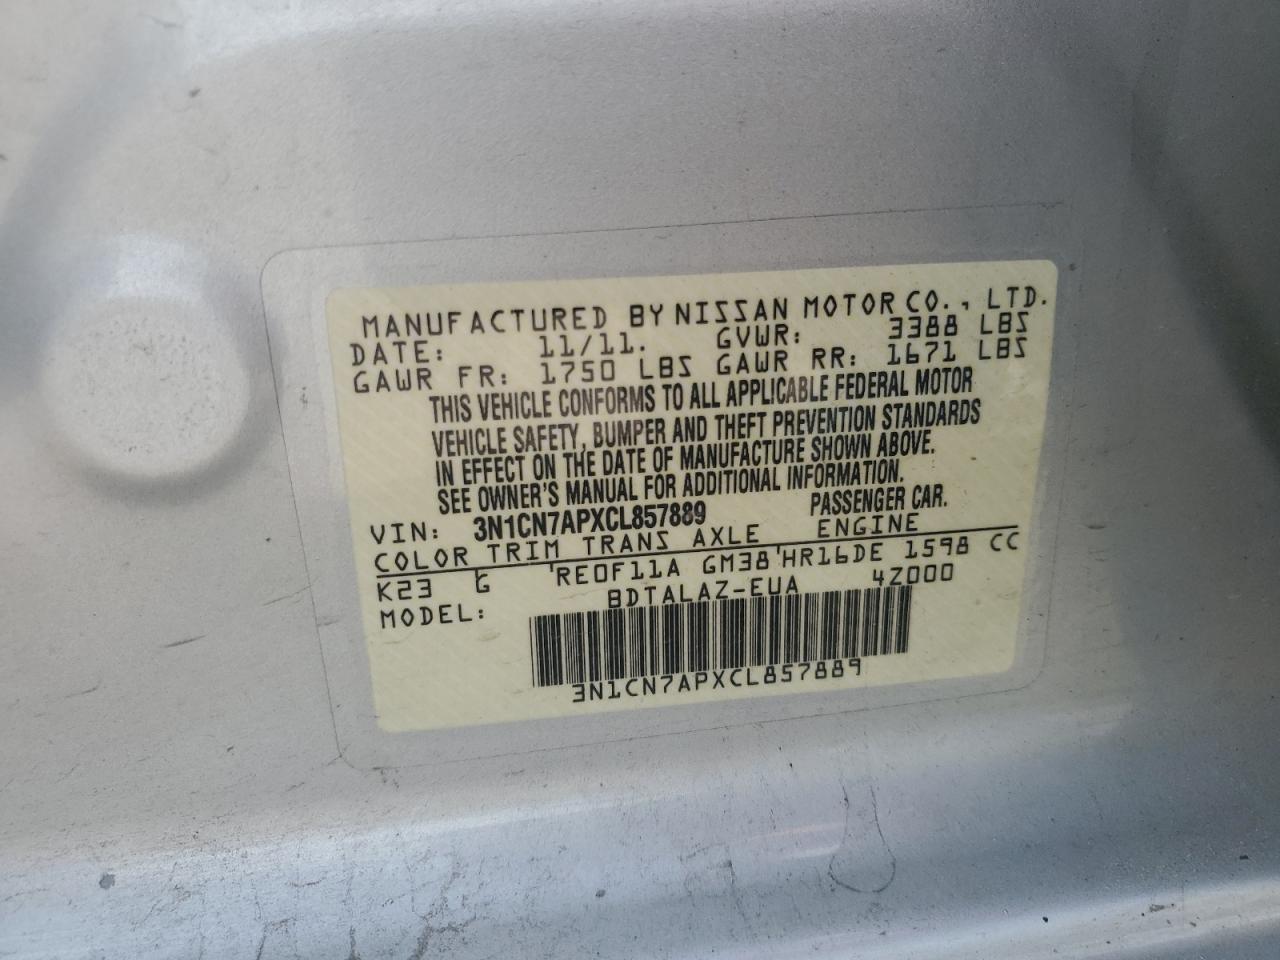 MANUFACTURED BY NISSAN MOTOR CO., LTD.
DATE: 11/11. GVWR: 3388 LBS
GAWR FR: 1750 LBS GAWR RR: 1671 LBS
THIS VEHICLE CONFORMS TO ALL APPLICABLE FEDERAL MOTOR
VEHICLE SAFETY, BUMPER AND THEFT PREVENTION STANDARDS
IN EFFECT ON THE DATE OF MANUFACTURE SHOWN ABOVE.
SEE OWNER'S MANUAL FOR ADDITIONAL INFORMATION.
VIN: 3N1CN7APXCL857889 PASSENGER CAR.
COLOR TRIM TRANS AXLE ENGINE
K23 G RE0F11A GM38 HR16DE 1598 CC
MODEL: BDTALAZ-EUA 4Z000
3N1CN7APXCL857889